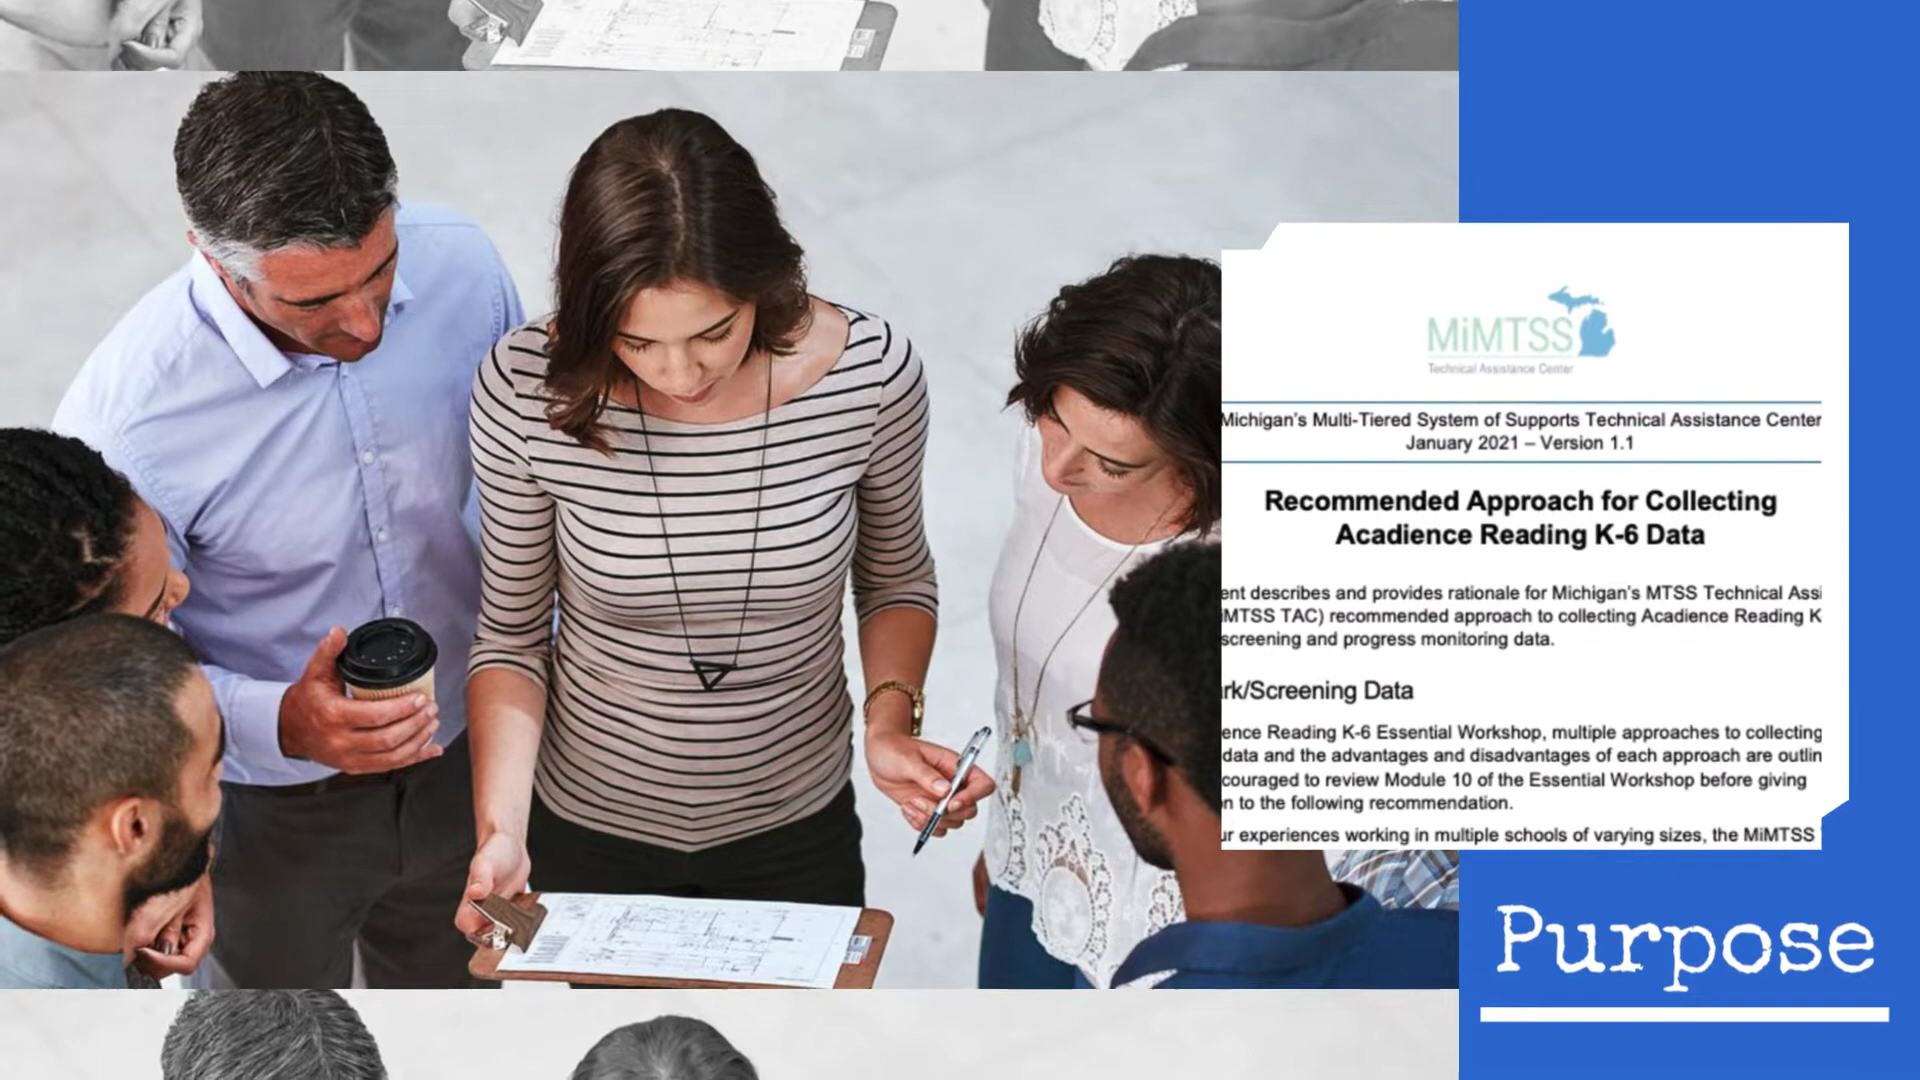 MiMTSS
Technical Assistance Center
Michigan's Multi-Tiered System of Supports Technical Assistance Center
January 2021 – Version 1.1
Recommended Approach for Collecting
Acadience Reading K-6 Data
ent describes and provides rationale for Michigan's MTSS Technical Assi
MTSS TAC) recommended approach to collecting Acadience Reading K
screening and progress monitoring data.
rk/Screening Data
ence Reading K-6 Essential Workshop, multiple approaches to collecting
data and the advantages and disadvantages of each approach are outlin
couraged to review Module 10 of the Essential Workshop before giving
n to the following recommendation.
ur experiences working in multiple schools of varying sizes, the MiMTSS
Purpose